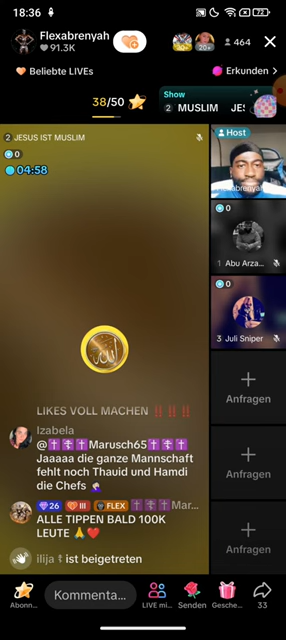 18:36
72
Flexabrenyah
91.3K
20+
464
Beliebte LIVEs
Erkunden >
38/50
Show
2 MUSLIM JE
2 JESUS IST MUSLIM
0
04:58
Host
0
1 Abu Arza...
0
3 Juli Sniper
Anfragen
Anfragen
Anfragen
LIKES VOLL MACHEN ‼️‼️‼️
Izabela
@✝️☦️✝️Marusch65✝️☦️✝️
Jaaaaa die ganze Mannschaft
fehlt noch Thauid und Hamdi
die Chefs
26 III FLEX ✝️☦️✝️Mar...
ALLE TIPPEN BALD 100K
LEUTE 🙏❤️
ilija ☦ ist beigetreten
Abonn...
Kommenta...
LIVE mi...
Senden
Gesche...
33